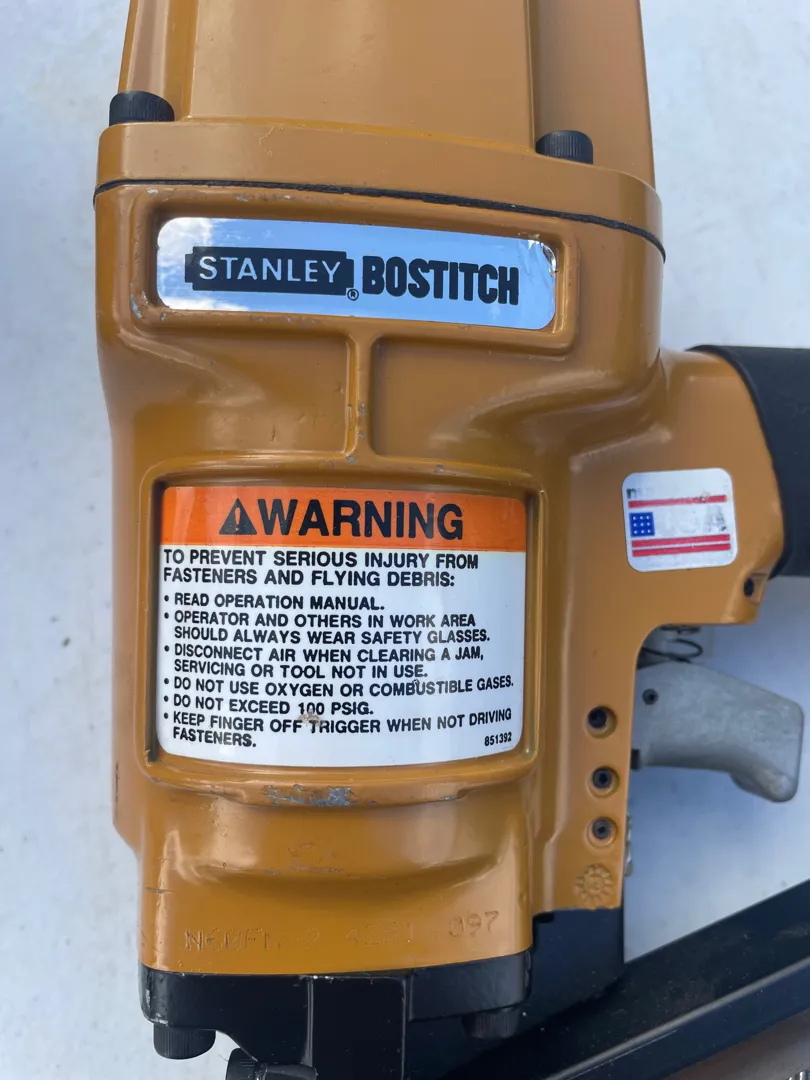 STANLEY® BOSTITCH
WARNING
TO PREVENT SERIOUS INJURY FROM
FASTENERS AND FLYING DEBRIS:
• READ OPERATION MANUAL.
• OPERATOR AND OTHERS IN WORK AREA
SHOULD ALWAYS WEAR SAFETY GLASSES.
• DISCONNECT AIR WHEN CLEARING A JAM,
SERVICING OR TOOL NOT IN USE.
• DO NOT USE OXYGEN OR COMBUSTIBLE GASES.
• DO NOT EXCEED 100 PSIG.
• KEEP FINGER OFF TRIGGER WHEN NOT DRIVING
FASTENERS.
851392
097